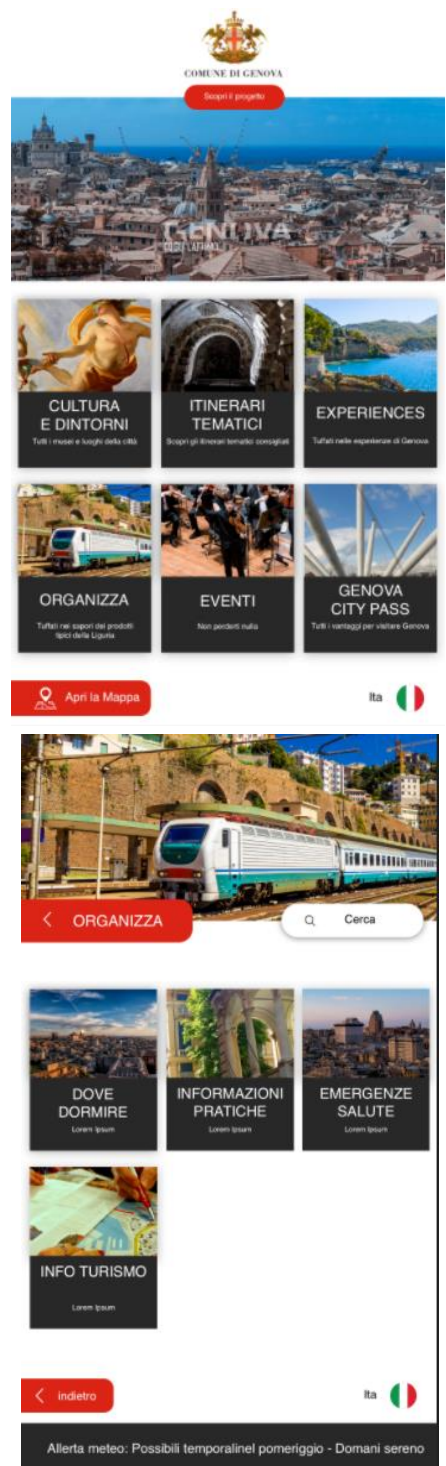 COMUNE DI GENOVA
Scopri il progetto
GENOVA
CULTURA
E DINTORNI
Tutti i musei e luoghi della città
ITINERARI
TEMATICI
Scopri gli itinerari tematici consigliati
EXPERIENCES
Tuffati nelle esperienze di Genova
ORGANIZZA
Tuffati nei sapori dei prodotti
tipici della Liguria
EVENTI
Non perderti nulla
GENOVA
CITY PASS
Tutti i vantaggi per visitare Genova
Apri la Mappa
Ita
ORGANIZZA
Cerca
DOVE
DORMIRE
Lorem Ipsum
INFORMAZIONI
PRATICHE
Lorem Ipsum
EMERGENZE
SALUTE
Lorem Ipsum
INFO TURISMO
Lorem Ipsum
indietro
Ita
Allerta meteo: Possibili temporalinel pomeriggio - Domani sereno